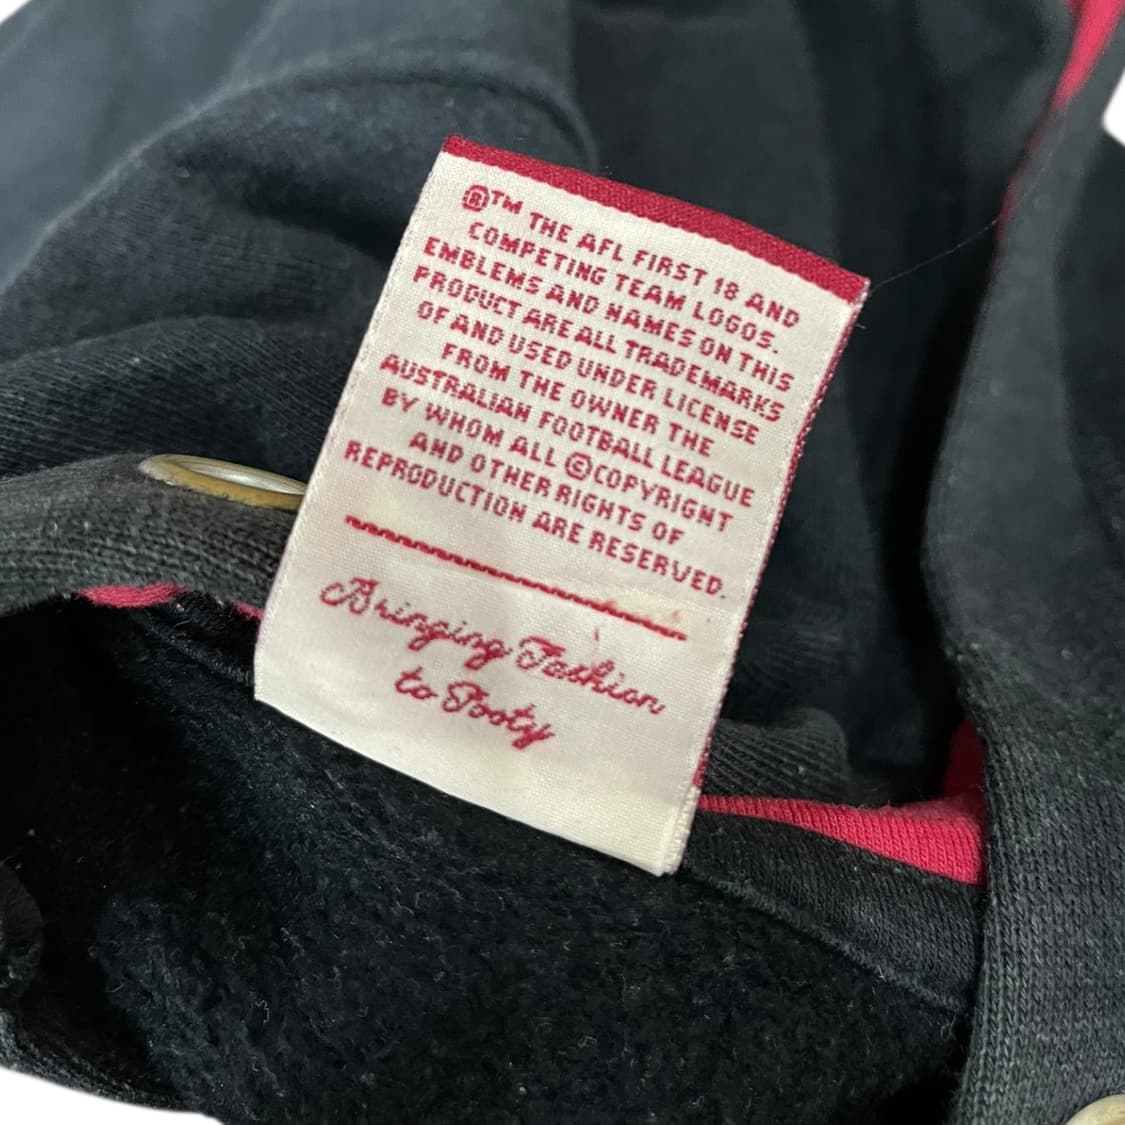 ®™ THE AFL FIRST 18 AND
COMPETING TEAM LOGOS.
EMBLEMS AND NAMES ON THIS
PRODUCT ARE ALL TRADEMARKS
OF AND USED UNDER LICENSE
FROM THE OWNER THE
AUSTRALIAN FOOTBALL LEAGUE
BY WHOM ALL ©COPYRIGHT
AND OTHER RIGHTS OF
REPRODUCTION ARE RESERVED.
Bringing Fashion
to Footy